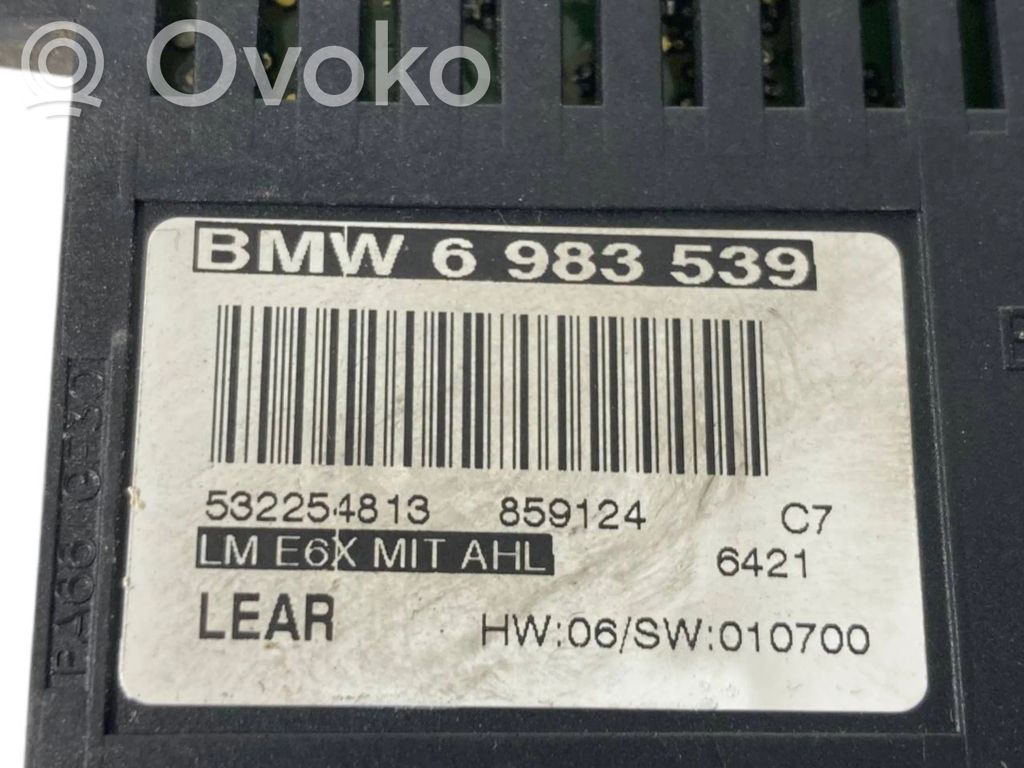 Ovoko
BMW 6 983 539
532254813 859124 C7
LM E6X MIT AHL 6421
LEAR HW:06/SW:010700